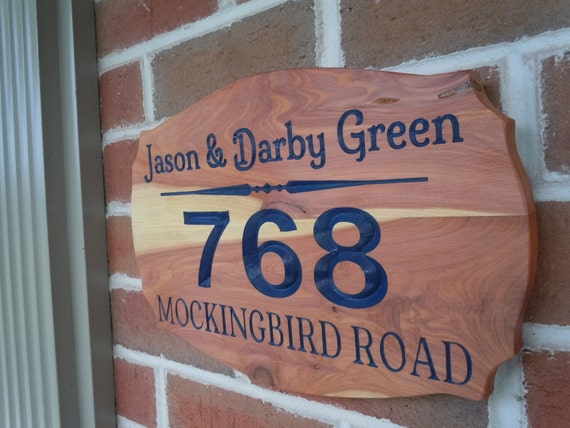 Jason & Darby Green
768
MOCKINGBIRD ROAD